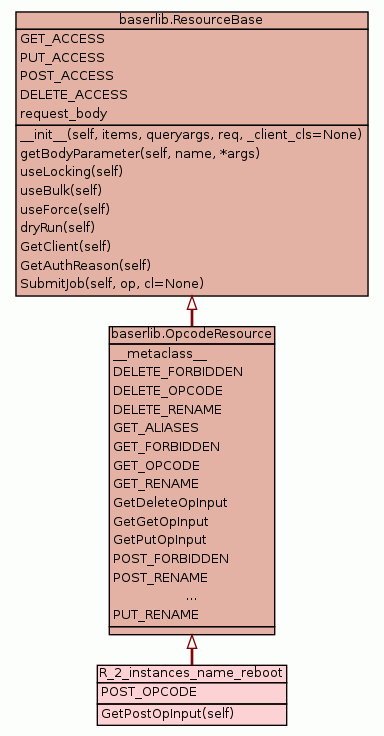 baserlib.ResourceBase
GET_ACCESS
PUT_ACCESS
POST_ACCESS
DELETE_ACCESS
request_body
__init__(self, items, queryargs, req, _client_cls=None)
getBodyParameter(self, name, *args)
useLocking(self)
useBulk(self)
useForce(self)
dryRun(self)
GetClient(self)
GetAuthReason(self)
SubmitJob(self, op, cl=None)
baserlib.OpcodeResource
__metaclass__
DELETE_FORBIDDEN
DELETE_OPCODE
DELETE_RENAME
GET_ALIASES
GET_FORBIDDEN
GET_OPCODE
GET_RENAME
GetDeleteOpInput
GetGetOpInput
GetPutOpInput
POST_FORBIDDEN
POST_RENAME
...
PUT_RENAME
R_2_instances_name_reboot
POST_OPCODE
GetPostOpInput(self)